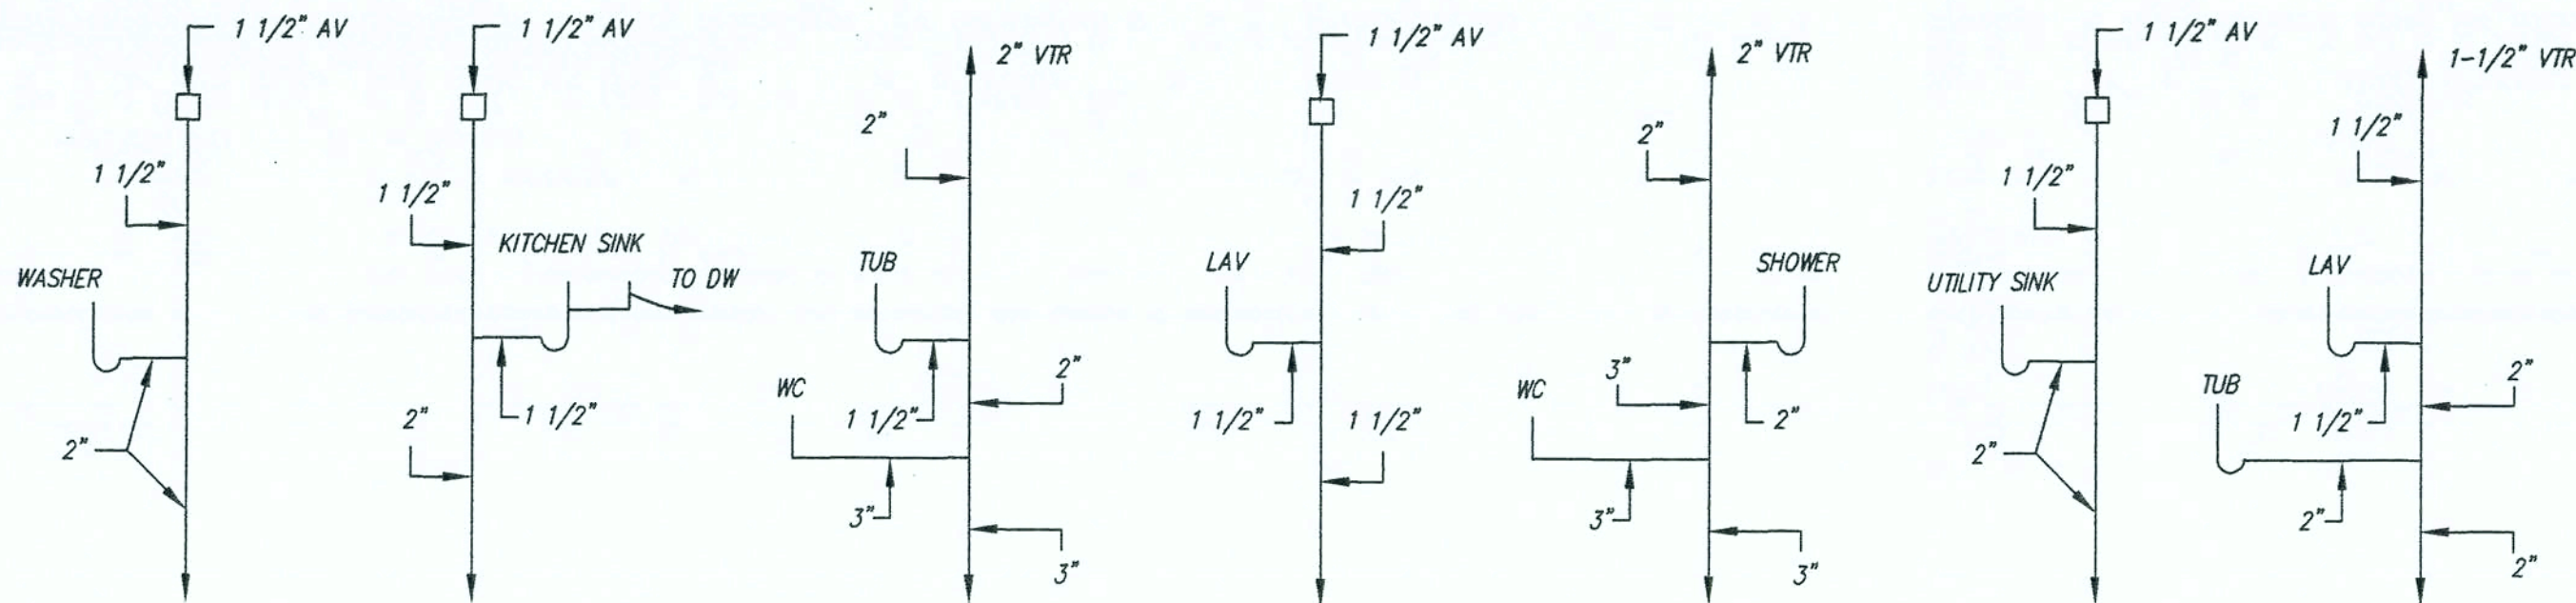 1 1/2" AV
1 1/2"
WASHER
2"
1 1/2" AV
1 1/2"
KITCHEN SINK
TO DW
1 1/2"
2"
2" VTR
2"
TUB
2"
WC
1 1/2"
3"
3"
1 1/2" AV
1 1/2"
LAV
1 1/2"
1 1/2"
2" VTR
2"
SHOWER
3"
WC
2"
3"
3"
1 1/2" AV
1 1/2"
UTILITY SINK
2"
1-1/2" VTR
1 1/2"
LAV
2"
TUB
1 1/2"
2"
2"